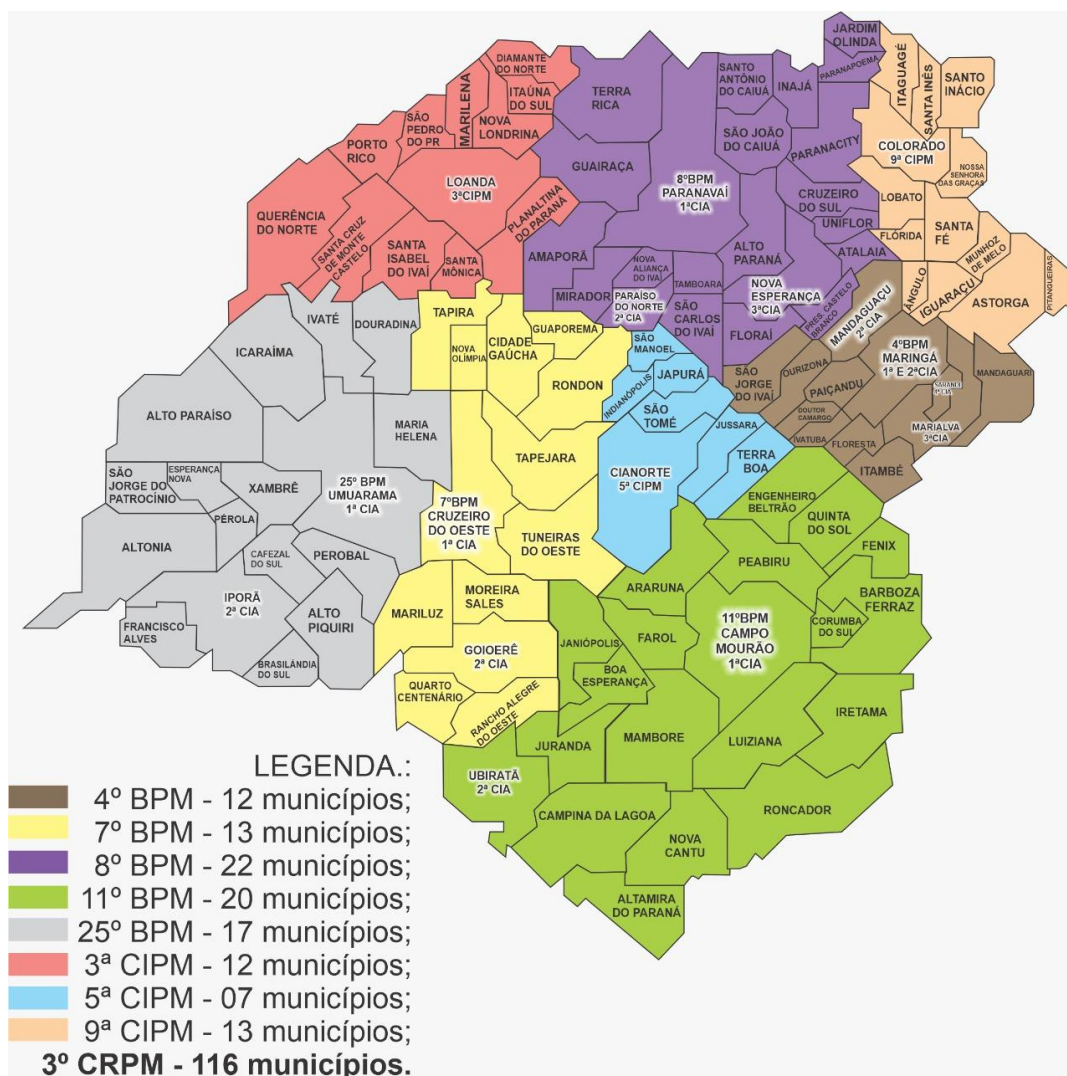 JARDIM
OLINDA
PARANAPOEMA
DIAMANTE
DO NORTE
ITAÚNA
DO SUL
MARILENA
NOVA
LONDRINA
SÃO
PEDRO
DO PR
PORTO
RICO
LOANDA
3ªCIPM
QUERÊNCIA
DO NORTE
SANTA CRUZ
DE MONTE
CASTELO
SANTA
ISABEL
DO IVAÍ
SANTA
MÔNICA
PLANALTINA
DO PARANÁ
TERRA
RICA
SANTO
ANTÔNIO
DO CAIUÁ
INAJÁ
SÃO JOÃO
DO CAIUÁ
PARANACITY
GUAIRAÇA
8ºBPM
PARANAVAÍ
1ªCIA
CRUZEIRO
DO SUL
UNIFLOR
ATALAIA
ALTO
PARANÁ
AMAPORÃ
NOVA
ALIANÇA
DO IVAÍ
TAMBOARA
MIRADOR
PARAÍSO
DO NORTE
2ª CIA
SÃO
CARLOS
DO IVAÍ
NOVA
ESPERANÇA
3ªCIA
FLORAÍ
PRES. CASTELO
BRANCO
ITAGUAGÉ
SANTA INÊS
SANTO
INÁCIO
COLORADO
9ª CIPM
NOSSA
SENHORA
DAS GRAÇAS
LOBATO
FLÓRIDA
SANTA
FÉ
MUNHOZ
DE MELO
ÂNGULO
IGUARAÇU
ASTORGA
PITANGUEIRAS
MANDAGUAÇU
2ª CIA
4ºBPM
MARINGÁ
1ª E 2ªCIA
SARANDI
4ªCIA
MANDAGUARI
MARIALVA
3ªCIA
SÃO
JORGE
DO IVAÍ
OURIZONA
PAIÇANDU
DOUTOR
CAMARGO
IVATUBA
FLORESTA
ITAMBÉ
IVATÉ
DOURADINA
ICARAÍMA
ALTO PARAÍSO
MARIA
HELENA
SÃO
JORGE DO
PATROCÍNIO
ESPERANÇA
NOVA
XAMBRÊ
25º BPM
UMUARAMA
1ª CIA
PÉROLA
ALTONIA
CAFEZAL
DO SUL
PEROBAL
IPORÃ
2ª CIA
ALTO
PIQUIRI
FRANCISCO
ALVES
BRASILÂNDIA
DO SUL
TAPIRA
NOVA
OLÍMPIA
CIDADE
GAÚCHA
GUAPOREMA
RONDON
TAPEJARA
7ºBPM
CRUZEIRO
DO OESTE
1ª CIA
TUNEIRAS
DO OESTE
MARILUZ
MOREIRA
SALES
GOIOERÊ
2ª CIA
QUARTO
CENTENÁRIO
RANCHO ALEGRE
DO OESTE
SÃO
MANOEL
INDIANÓPOLIS
JAPURÁ
SÃO
TOMÉ
JUSSARA
CIANORTE
5ª CIPM
TERRA
BOA
ENGENHEIRO
BELTRÃO
QUINTA
DO SOL
FENIX
PEABIRU
ARARUNA
BARBOZA
FERRAZ
CORUMBA
DO SUL
11ºBPM
CAMPO
MOURÃO
1ªCIA
FAROL
JANIÓPOLIS
BOA
ESPERANÇA
IRETAMA
LUIZIANA
MAMBORE
JURANDA
UBIRATÃ
2ª CIA
RONCADOR
CAMPINA DA LAGOA
NOVA
CANTU
ALTAMIRA
DO PARANÁ
LEGENDA.:
4º BPM - 12 municípios;
7º BPM - 13 municípios;
8º BPM - 22 municípios;
11º BPM - 20 municípios;
25º BPM - 17 municípios;
3ª CIPM - 12 municípios;
5ª CIPM - 07 municípios;
9ª CIPM - 13 municípios;
3º CRPM - 116 municípios.